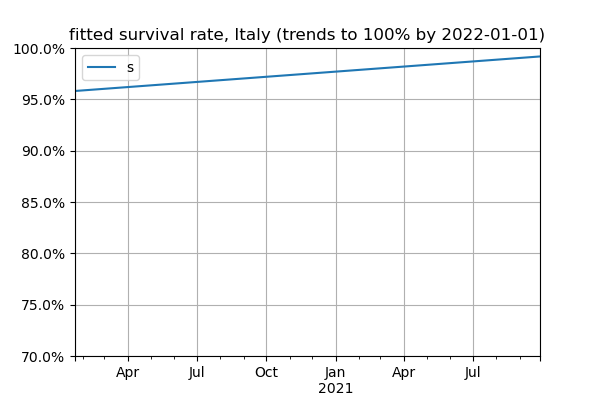 fitted survival rate, Italy (trends to 100% by 2022-01-01)
100.0%
s
95.0%
90.0%
85.0%
80.0%
75.0%
70.0%
Apr Jul Oct Jan Apr Jul
2021